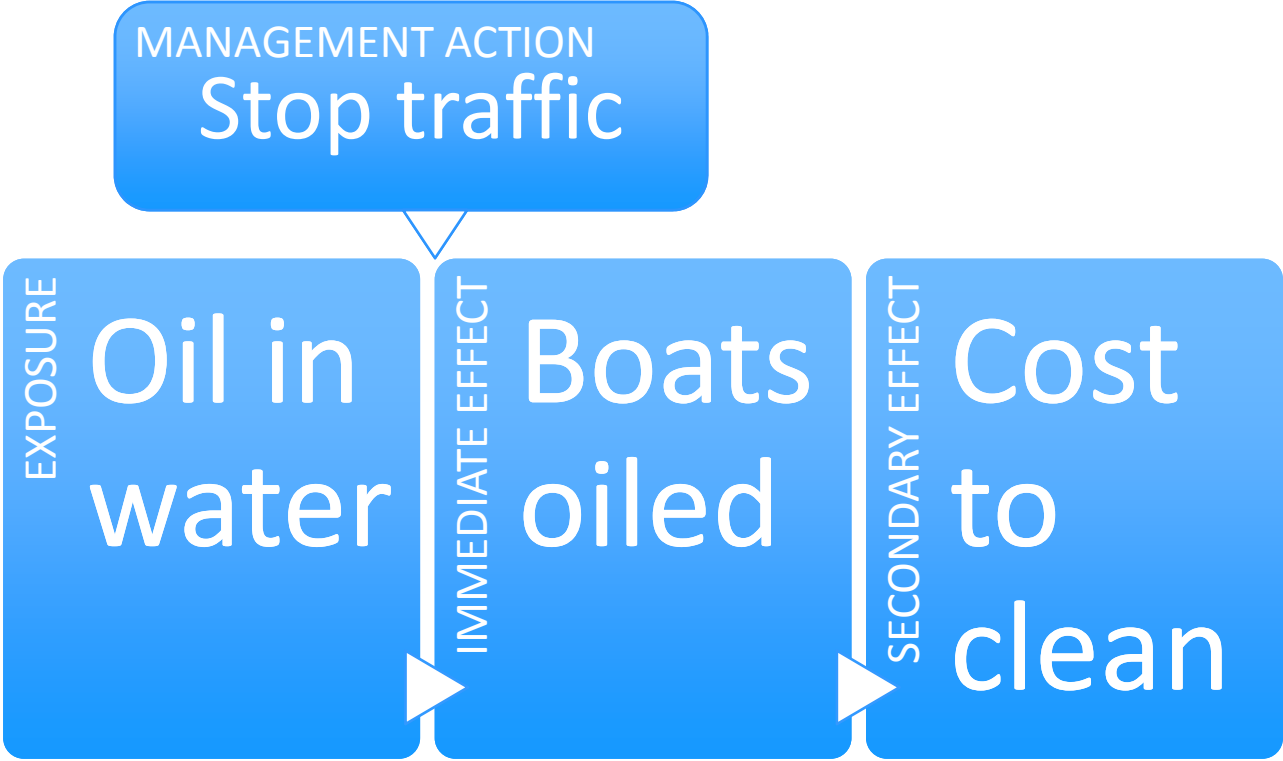 MANAGEMENT ACTION
Stop traffic
EXPOSURE
Oil in
water
IMMEDIATE EFFECT
Boats
oiled
SECONDARY EFFECT
Cost
to
clean